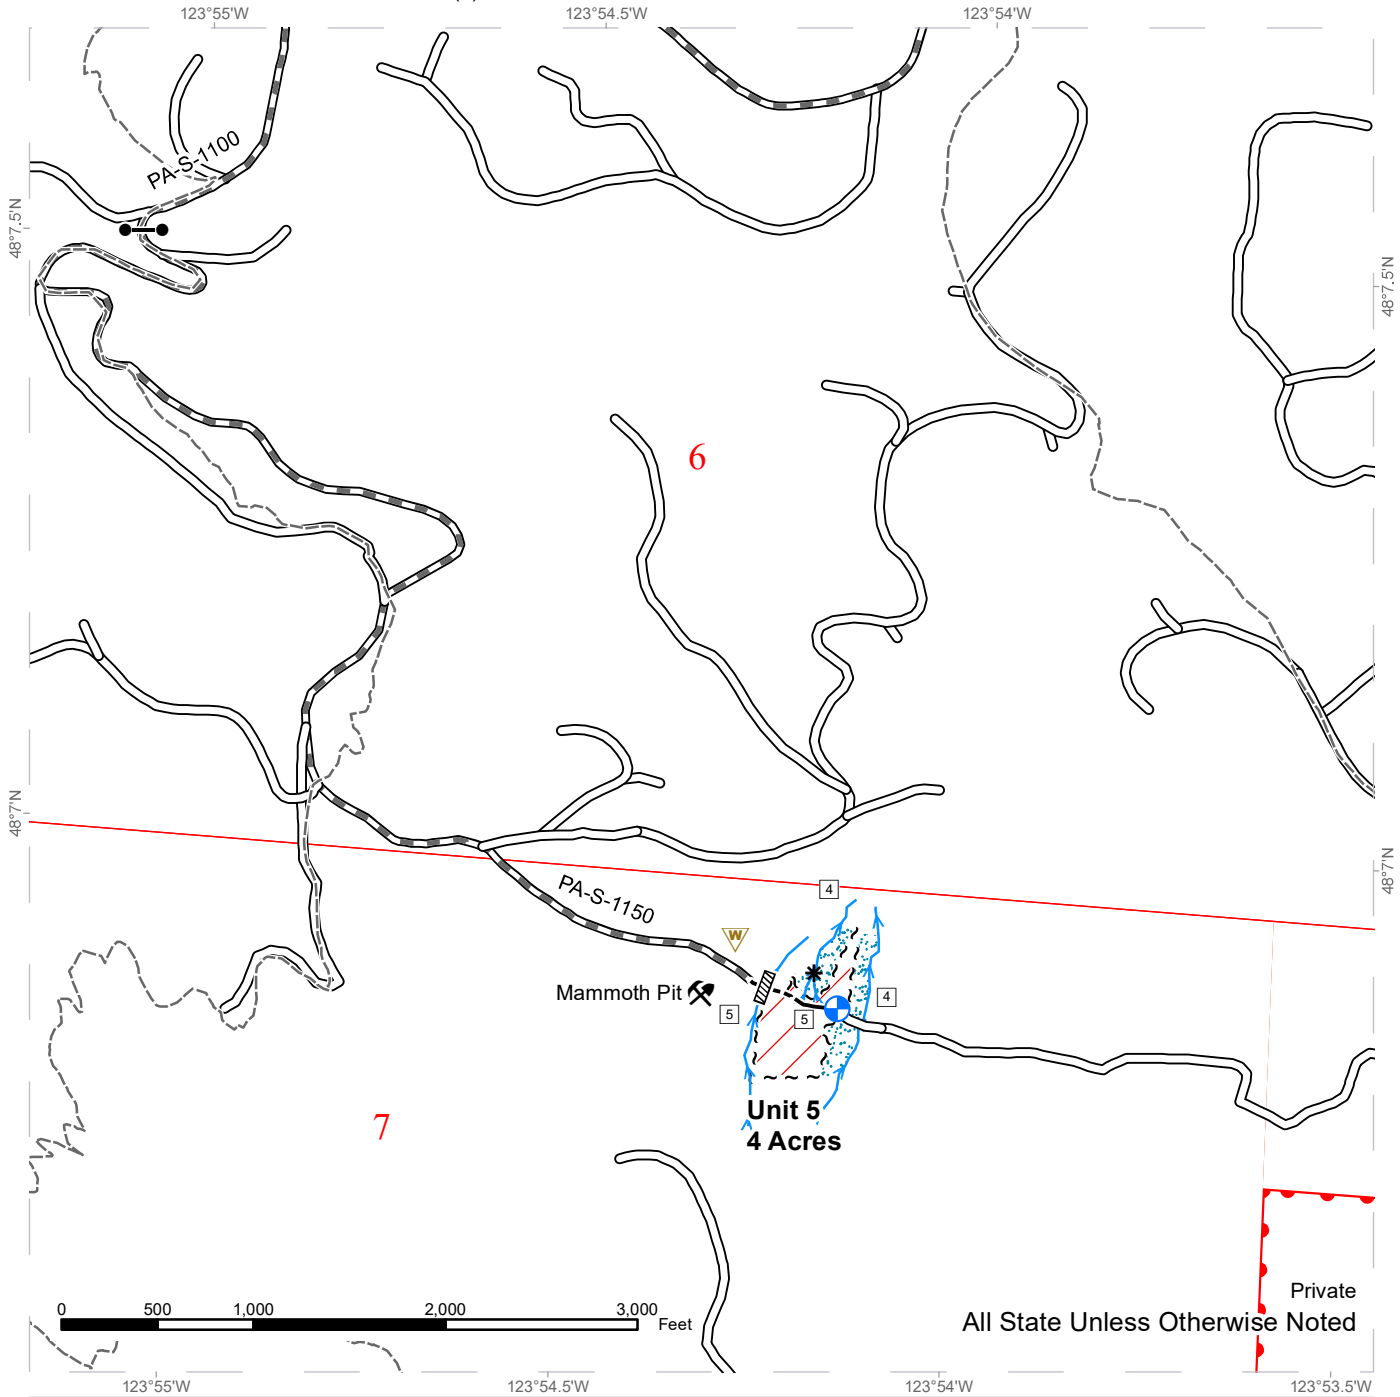 123°55'W
123°54.5'W
123°54'W
PA-S-1100
48°7.5'N
48°7.5'N
6
48°7'N
48°7'N
4
PA-S-1150
W
Mammoth Pit
4
5
5
Unit 5
4 Acres
7
Private
0 500 1,000 2,000 3,000
Feet
All State Unless Otherwise Noted
123°55'W
123°54.5'W
123°54'W
123°53.5'W